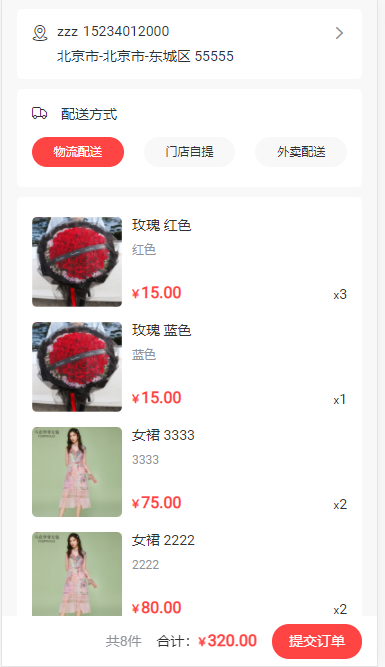 zzz 15234012000
北京市-北京市-东城区 55555
配送方式
物流配送
门店自提
外卖配送
玫瑰 红色
红色
¥15.00
x3
玫瑰 蓝色
蓝色
¥15.00
x1
女裙 3333
3333
¥75.00
x2
女裙 2222
2222
¥80.00
x2
共8件
合计：¥320.00
提交订单